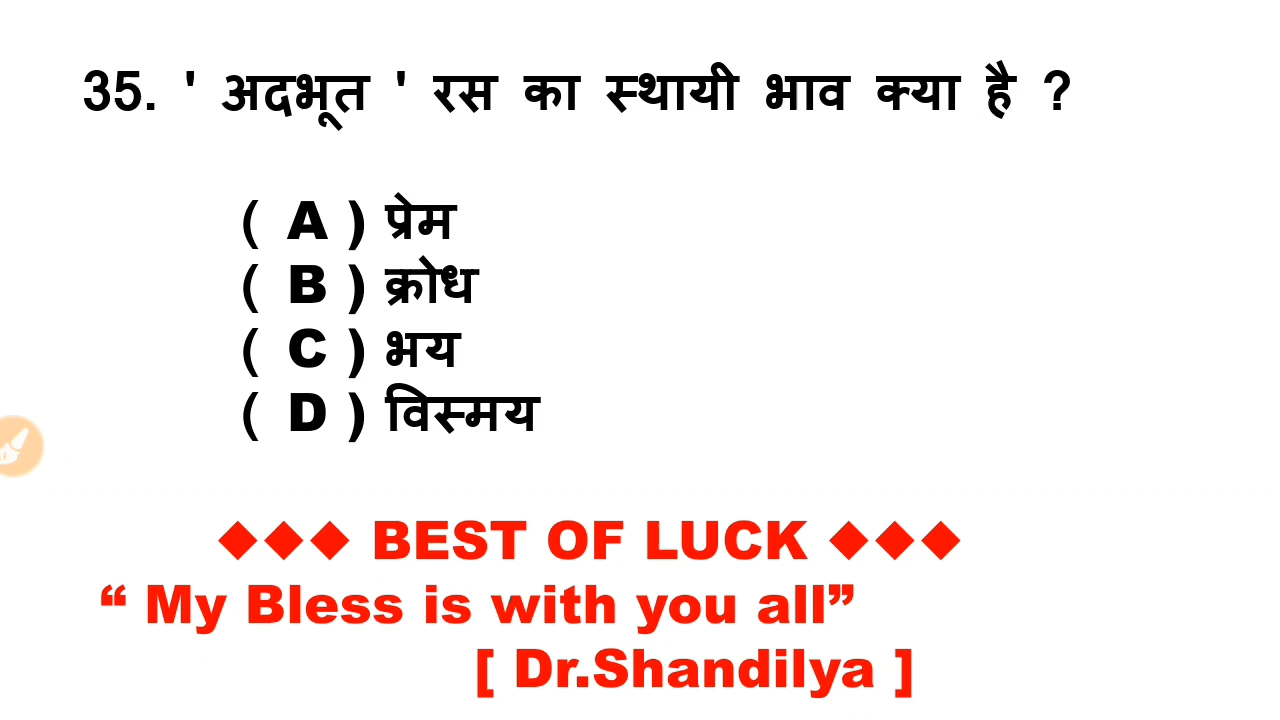 35. ' अदभूत ' रस का स्थायी भाव क्या है ?
( A ) प्रेम
( B ) क्रोध
( C ) भय
( D ) विस्मय
◆◆◆ BEST OF LUCK ◆◆◆
“ My Bless is with you all”
[ Dr.Shandilya ]